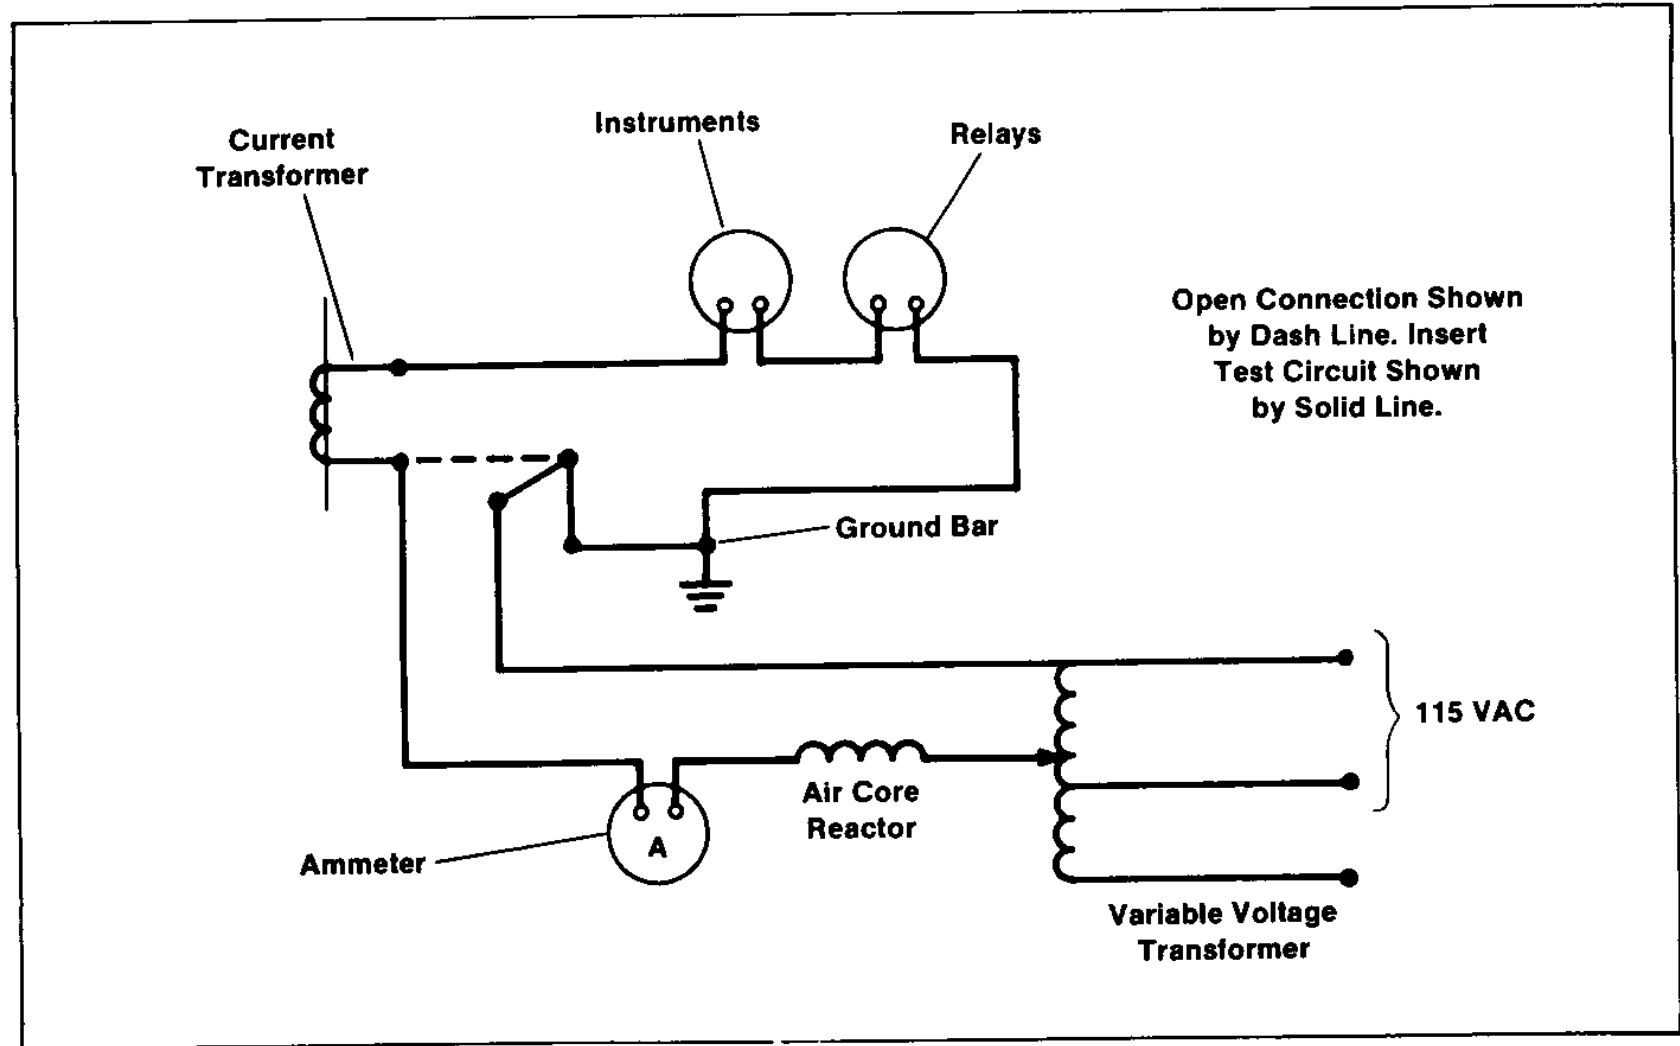 Current
Transformer
Instruments
Relays
Open Connection Shown
by Dash Line. Insert
Test Circuit Shown
by Solid Line.
Ground Bar
115 VAC
Air Core
Reactor
A
Ammeter
Variable Voltage
Transformer